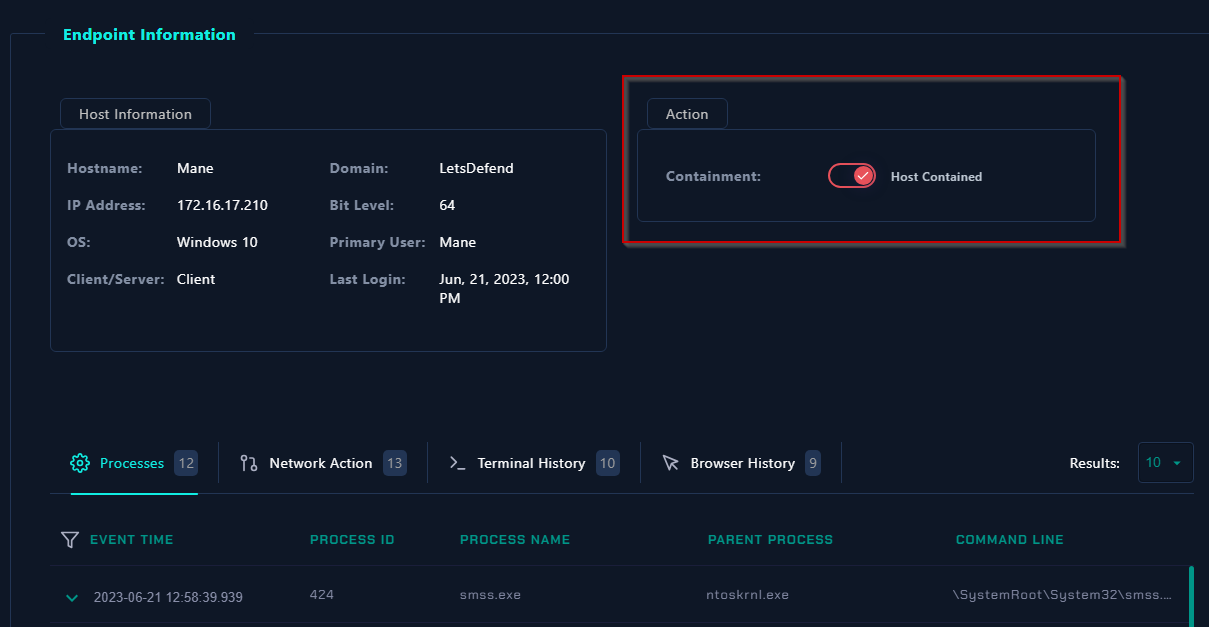 Endpoint Information
Host Information
Hostname: Mane Domain: LetsDefend
IP Address: 172.16.17.210 Bit Level: 64
OS: Windows 10 Primary User: Mane
Client/Server: Client Last Login: Jun, 21, 2023, 12:00
PM
Action
Containment: Host Contained
Processes 12 Network Action 13 Terminal History 10 Browser History 9 Results: 10
EVENT TIME PROCESS ID PROCESS NAME PARENT PROCESS COMMAND LINE
2023-06-21 12:58:39.939 424 smss.exe ntoskrnl.exe \SystemRoot\System32\smss....